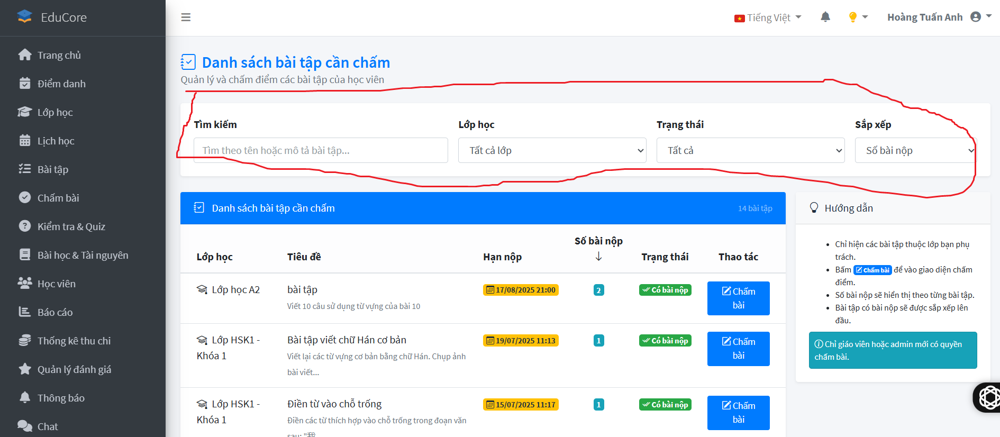 EduCore
Tiếng Việt
Hoàng Tuấn Anh
Trang chủ
Điểm danh
Lớp học
Lịch học
Bài tập
Chấm bài
Kiểm tra & Quiz
Bài học & Tài nguyên
Học viên
Báo cáo
Thống kê thu chi
Quản lý đánh giá
Thông báo
Chat
Danh sách bài tập cần chấm
Quản lý và chấm điểm các bài tập của học viên
Tìm kiếm
Lớp học
Trạng thái
Sắp xếp
Tìm theo tên hoặc mô tả bài tập...
Tất cả lớp
Tất cả
Số bài nộp
Danh sách bài tập cần chấm
14 bài tập
Lớp học
Tiêu đề
Hạn nộp
Số bài nộp
Trạng thái
Thao tác
Lớp học A2
bài tập
Viết 10 câu sử dụng từ vựng của bài 10
17/08/2025 21:00
2
Có bài nộp
Chấm
bài
Lớp HSK1 -
Khóa 1
Bài tập viết chữ Hán cơ bản
Viết lại các từ vựng cơ bản bằng chữ Hán. Chụp ảnh
bài viết...
19/07/2025 11:13
1
Có bài nộp
Chấm
bài
Lớp HSK1 -
Khóa 1
Điền từ vào chỗ trống
Điền các từ thích hợp vào chỗ trống trong đoạn văn
sau: "我
15/07/2025 11:17
1
Có bài nộp
Chấm
bài
Hướng dẫn
Chỉ hiện các bài tập thuộc lớp bạn phụ
trách.
Bấm Chấm bài để vào giao diện chấm
điểm.
Số bài nộp sẽ hiển thị theo từng bài tập.
Bài tập có bài nộp sẽ được sắp xếp lên
đầu.
Chỉ giáo viên hoặc admin mới có quyền
chấm bài.